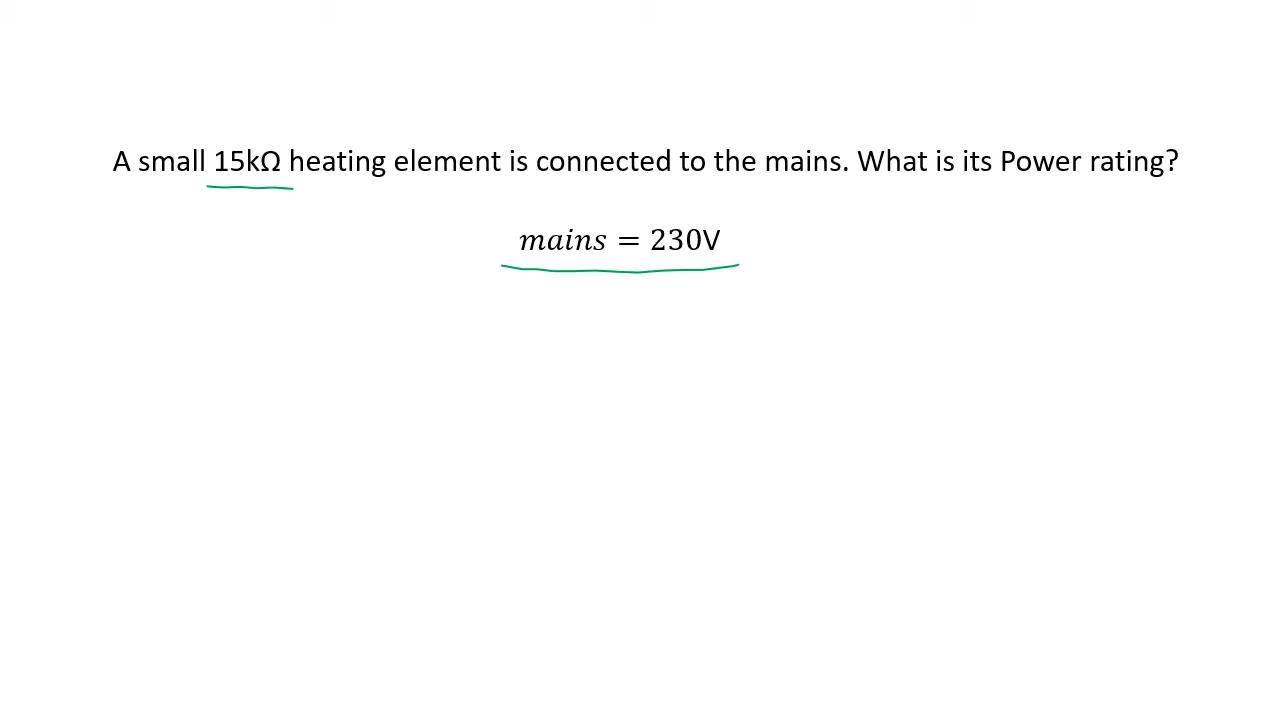 A small 15kΩ heating element is connected to the mains. What is its Power rating?
mains = 230V